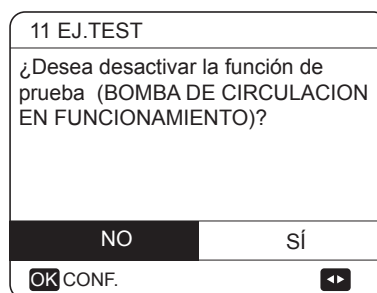 11 EJ.TEST
¿Desea desactivar la función de
prueba (BOMBA DE CIRCULACION
EN FUNCIONAMIENTO)?
NO SÍ
OK CONF.